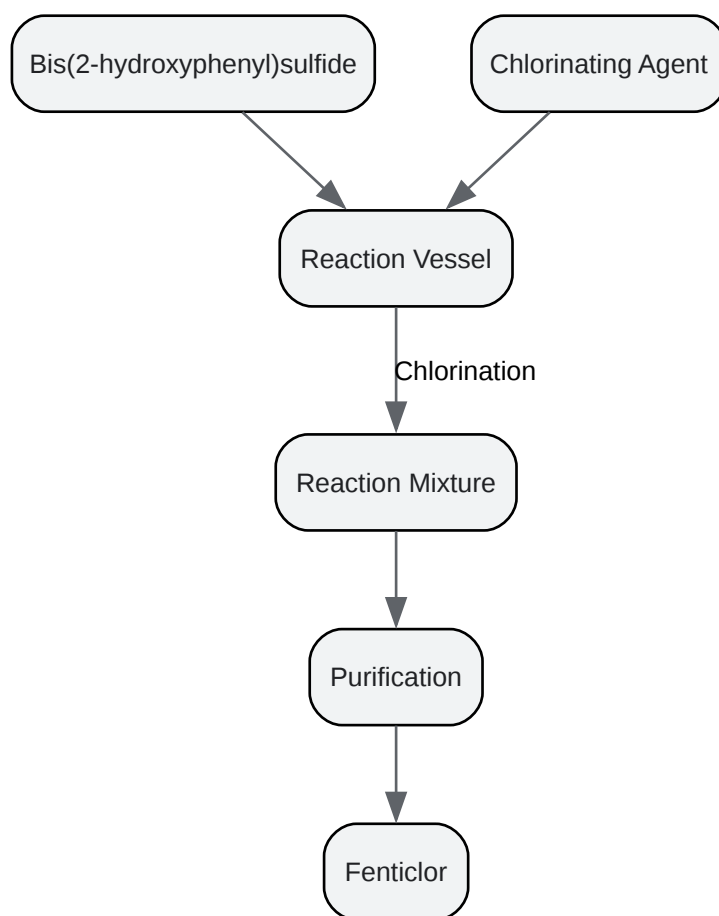 Bis(2-hydroxyphenyl)sulfide
Chlorinating Agent
Reaction Vessel
Chlorination
Reaction Mixture
Purification
Fenticlor